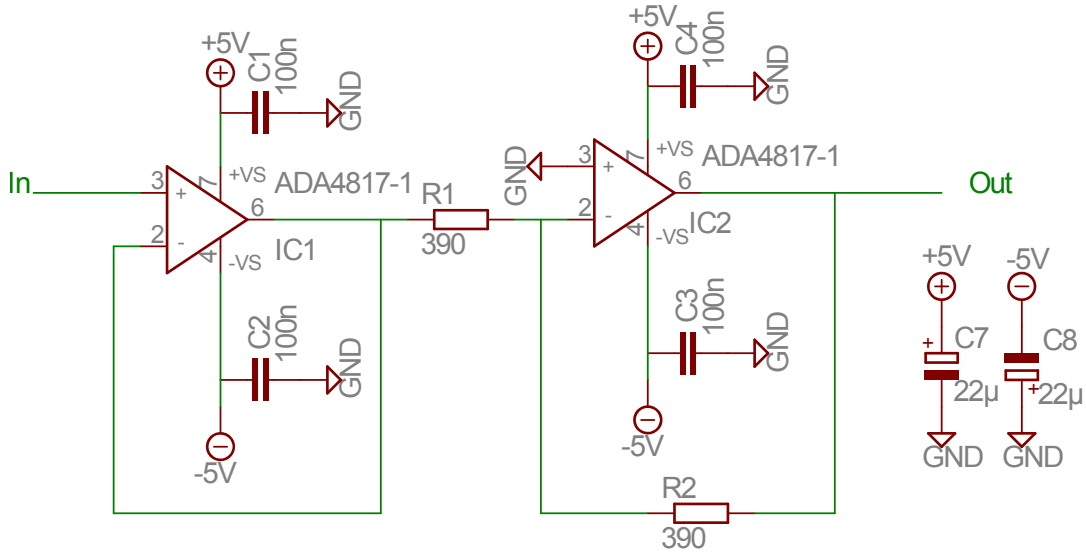 +5V
C1
100n
GND
+5V
C4
100n
GND
In
3
+
2
-
7
+VS
4
-VS
6
ADA4817-1
IC1
R1
390
GND
3
+
2
-
7
+VS
4
-VS
6
ADA4817-1
IC2
Out
C2
100n
GND
-5V
C3
100n
GND
-5V
R2
390
+5V
+
C7
22µ
GND
-5V
C8
+
22µ
GND